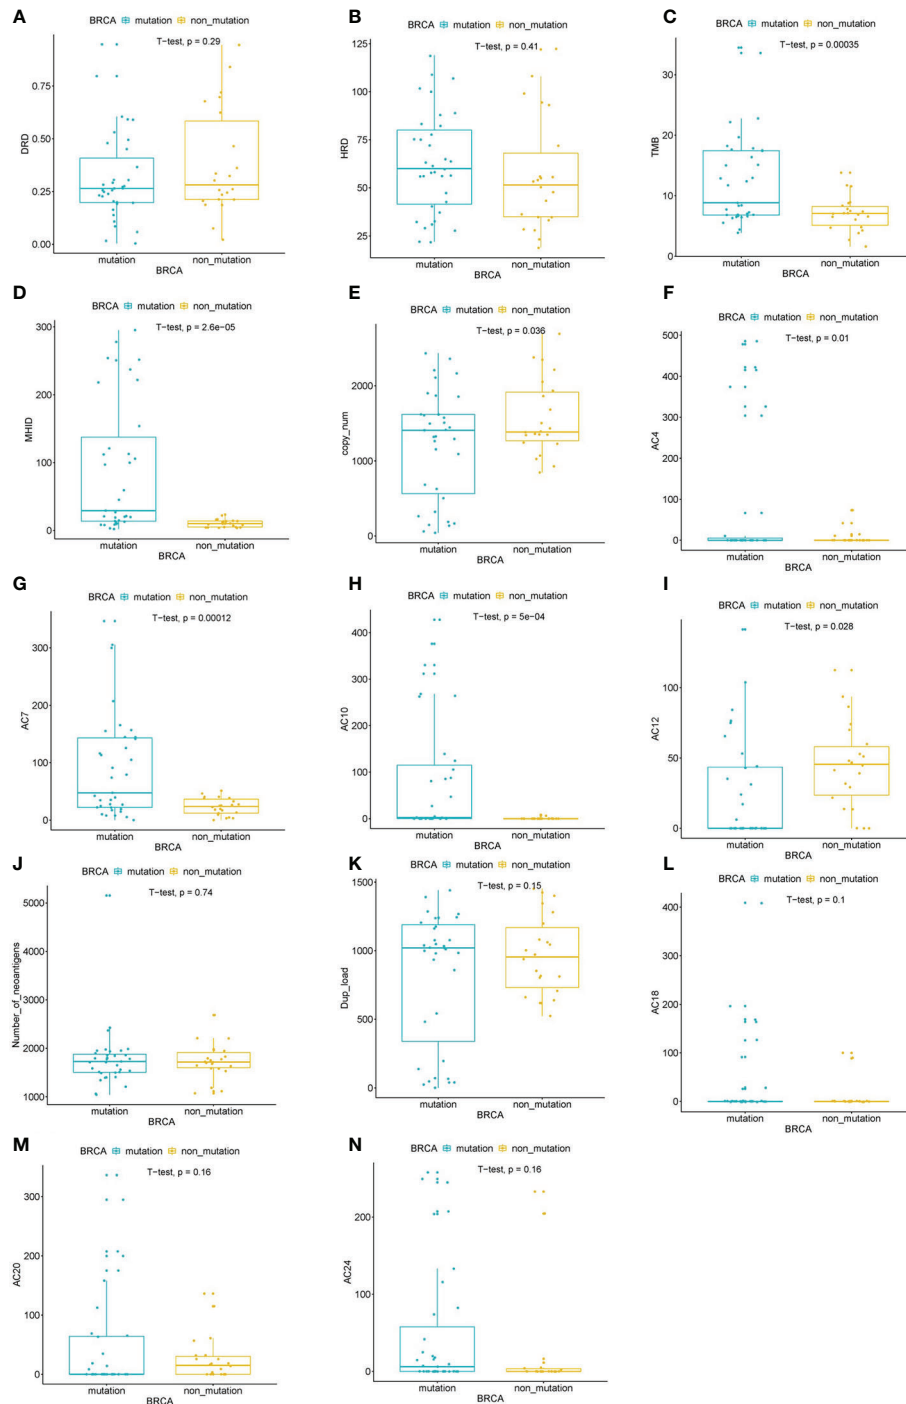 A
BRCA mutation non_mutation
T−test, p = 0.29
DRD
0.75
0.50
0.25
0.00
mutation non_mutation
BRCA
B
BRCA mutation non_mutation
T−test, p = 0.41
HRD
125
100
75
50
25
mutation non_mutation
BRCA
C
BRCA mutation non_mutation
T−test, p = 0.00035
TMB
30
20
10
0
mutation non_mutation
BRCA
D
BRCA mutation non_mutation
T−test, p = 2.6e−05
MHID
300
200
100
0
mutation non_mutation
BRCA
E
BRCA mutation non_mutation
T−test, p = 0.036
copy_num
2000
1000
0
mutation non_mutation
BRCA
F
BRCA mutation non_mutation
T−test, p = 0.01
AC4
500
400
300
200
100
0
mutation non_mutation
BRCA
G
BRCA mutation non_mutation
T−test, p = 0.00012
AC7
300
200
100
0
mutation non_mutation
BRCA
H
BRCA mutation non_mutation
T−test, p = 5e−04
AC10
400
300
200
100
0
mutation non_mutation
BRCA
I
BRCA mutation non_mutation
T−test, p = 0.028
AC12
100
50
0
mutation non_mutation
BRCA
J
BRCA mutation non_mutation
T−test, p = 0.74
Number_of_neoantigens
5000
4000
3000
2000
1000
mutation non_mutation
BRCA
K
BRCA mutation non_mutation
T−test, p = 0.15
Dup_load
1500
1000
500
0
mutation non_mutation
BRCA
L
BRCA mutation non_mutation
T−test, p = 0.1
AC18
400
300
200
100
0
mutation non_mutation
BRCA
M
BRCA mutation non_mutation
T−test, p = 0.16
AC20
300
200
100
0
mutation non_mutation
BRCA
N
BRCA mutation non_mutation
T−test, p = 0.16
AC24
200
100
0
mutation non_mutation
BRCA